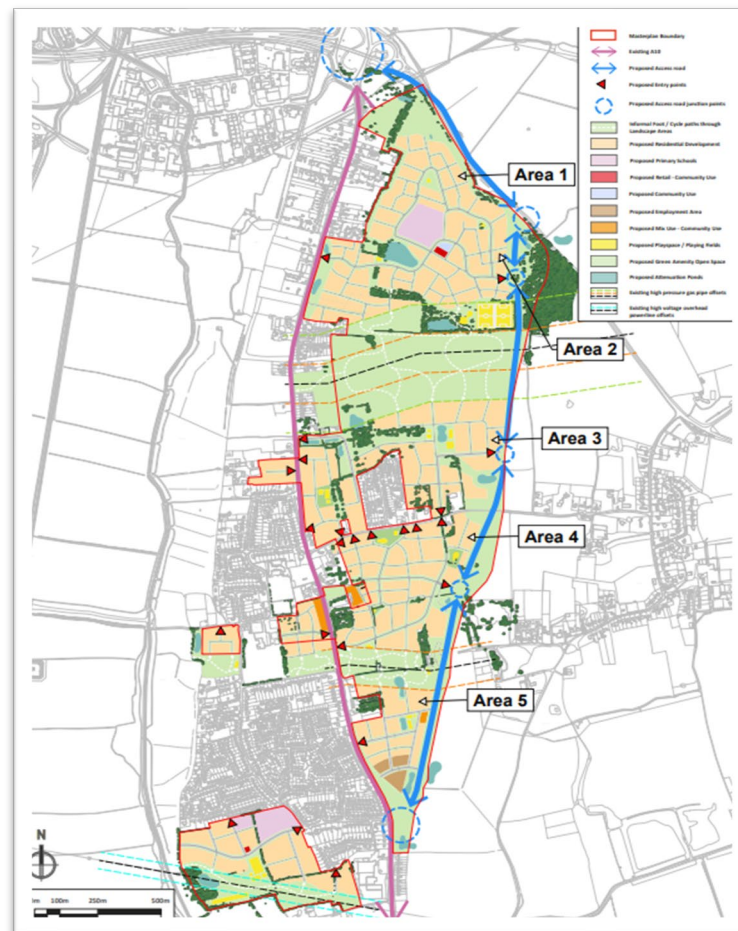 Masterplan Boundary
Existing A10
Proposed Access road
Proposed Entry points
Proposed Access road junction points
Informal Foot / Cycle paths through
Landscape Areas
Proposed Residential Development
Proposed Primary Schools
Proposed Retail - Community Use
Proposed Community Use
Proposed Employment Area
Proposed Mix Use - Community Use
Proposed Playspace / Playing Fields
Proposed Green Amenity Open Space
Proposed Attenuation Ponds
Existing high pressure gas pipe offsets
Existing high voltage overhead
powerline offsets
Area 1
Area 2
Area 3
Area 4
Area 5
N
100m 250m 500m